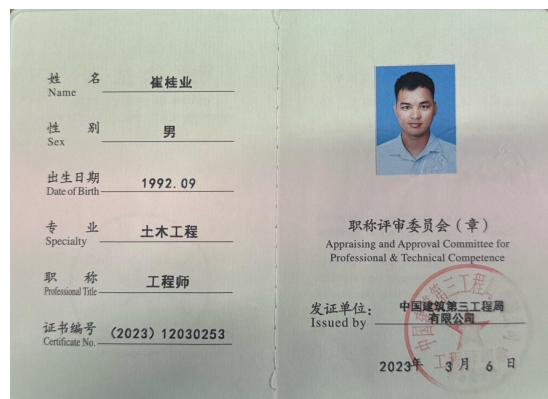 姓 名 崔桂业
Name
性 别 男
Sex
出生日期 1992.09
Date of Birth
专 业 土木工程
Specialty
职 称 工程师
Professional Title
证书编号 (2023) 12030253
Certificate No.
职称评审委员会（章）
Appraising and Approval Committee for
Professional & Technical Competence
发证单位： 中国建筑第三工程局
Issued by 有限公司
2023年 3 月 6 日